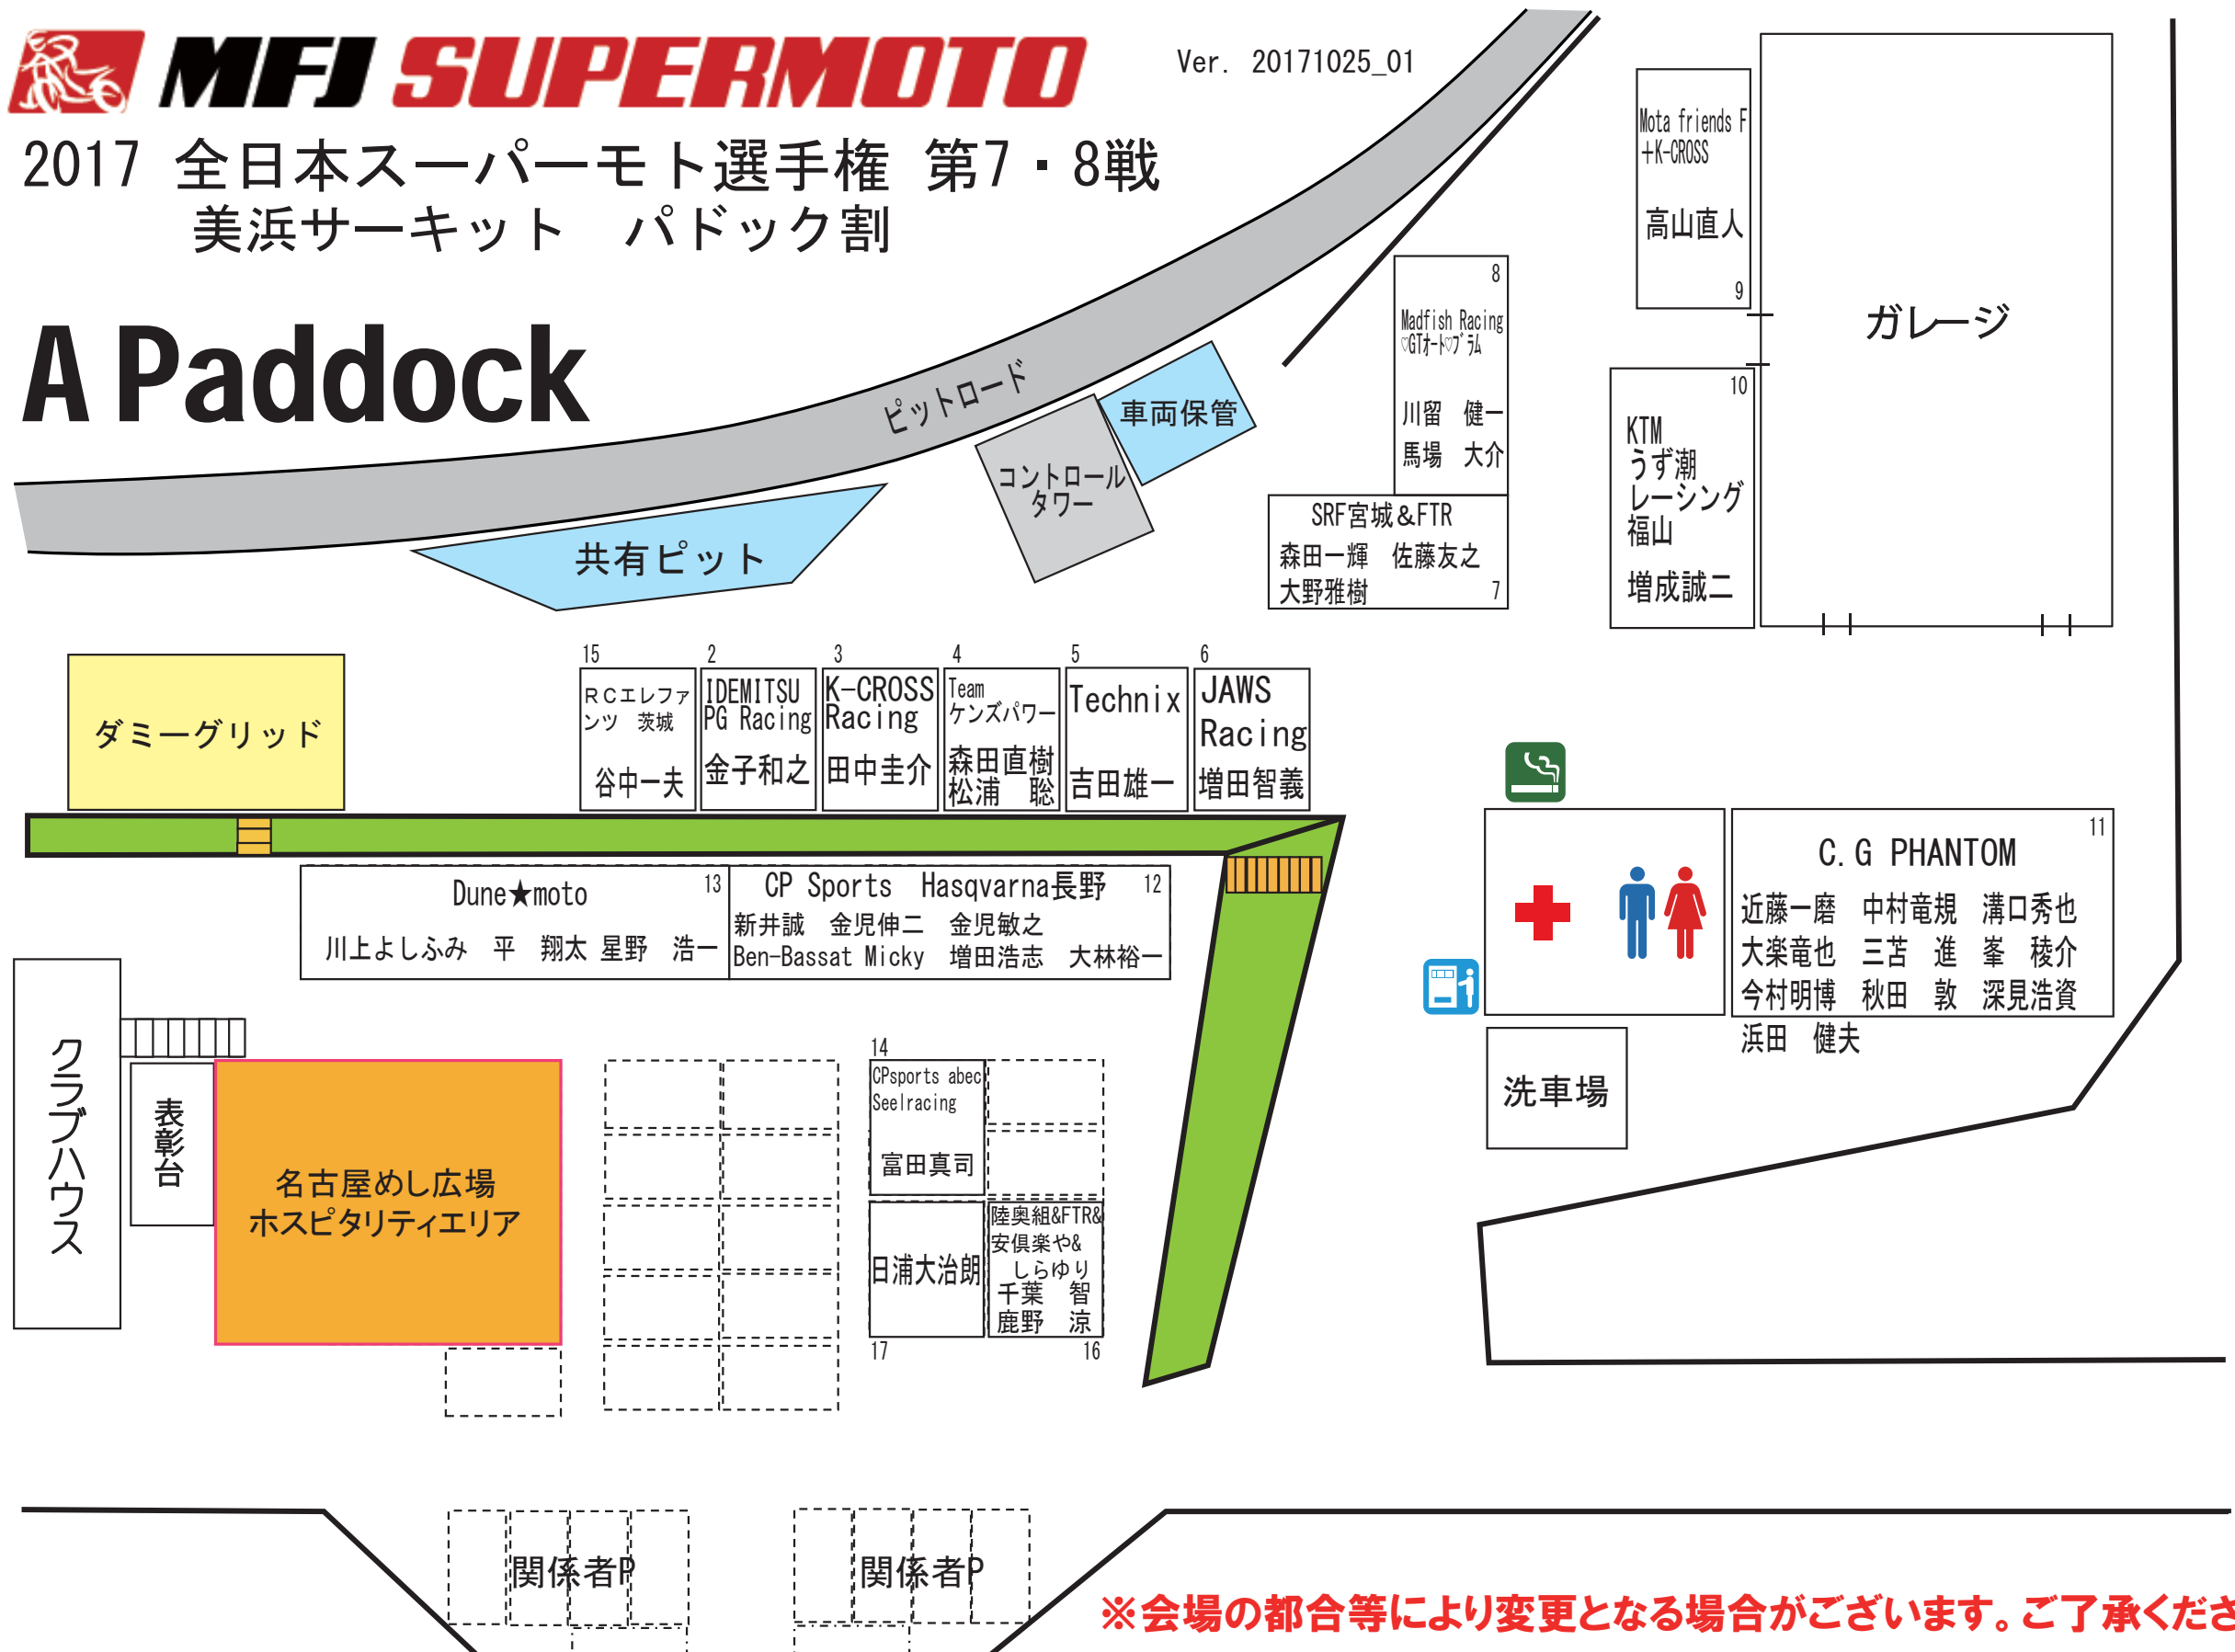 MFJ SUPERMOTO
Ver. 20171025_01
2017 全日本スーパーモト選手権 第7・8戦
美浜サーキット パドック割
A Paddock
ピットロード
車両保管
コントロール
タワー
共有ピット
8
Madfish Racing
♡GTオート♡プラム
川留 健一
馬場 大介
SRF宮城&FTR
森田一輝 佐藤友之
大野雅樹
7
Mota friends F
+K-CROSS
高山直人
9
ガレージ
10
KTM
うず潮
レーシング
福山
増成誠二
ダミーグリッド
15
RCエレファ
ンツ 茨城
谷中一夫
2
IDEMITSU
PG Racing
金子和之
3
K-CROSS
Racing
田中圭介
4
Team
ケンズパワー
森田直樹
松浦 聡
5
Technix
吉田雄一
6
JAWS
Racing
増田智義
Dune★moto
13
川上よしふみ 平 翔太 星野 浩一
CP Sports Hasqvarna長野
12
新井誠 金児伸二 金児敏之
Ben-Bassat Micky 増田浩志 大林裕一
11
C.G PHANTOM
近藤一磨 中村竜規 溝口秀也
大楽竜也 三苫 進 峯 稜介
今村明博 秋田 敦 深見浩資
浜田 健夫
洗車場
クラブハウス
表彰台
名古屋めし広場
ホスピタリティエリア
14
CPsports abec
Seelracing
富田真司
日浦大治朗
17
陸奥組&FTR&
安倶楽や&
しらゆり
千葉 智
鹿野 涼
16
関係者P
関係者P
※会場の都合等により変更となる場合がございます。ご了承くださ